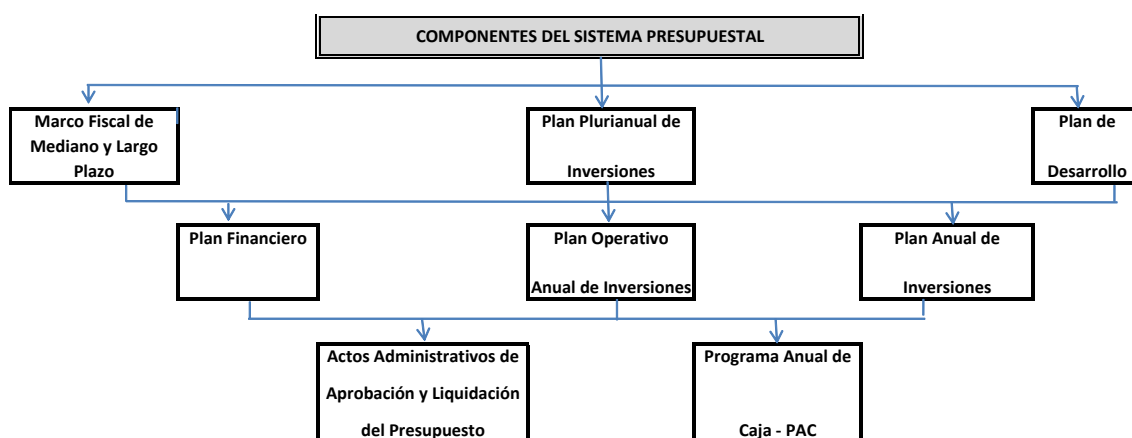 COMPONENTES DEL SISTEMA PRESUPUESTAL
Marco Fiscal de
Mediano y Largo
Plazo
Plan Plurianual de
Inversiones
Plan de
Desarrollo
Plan Financiero
Plan Operativo
Anual de Inversiones
Plan Anual de
Inversiones
Actos Administrativos de
Aprobación y Liquidación
del Presupuesto
Programa Anual de
Caja - PAC